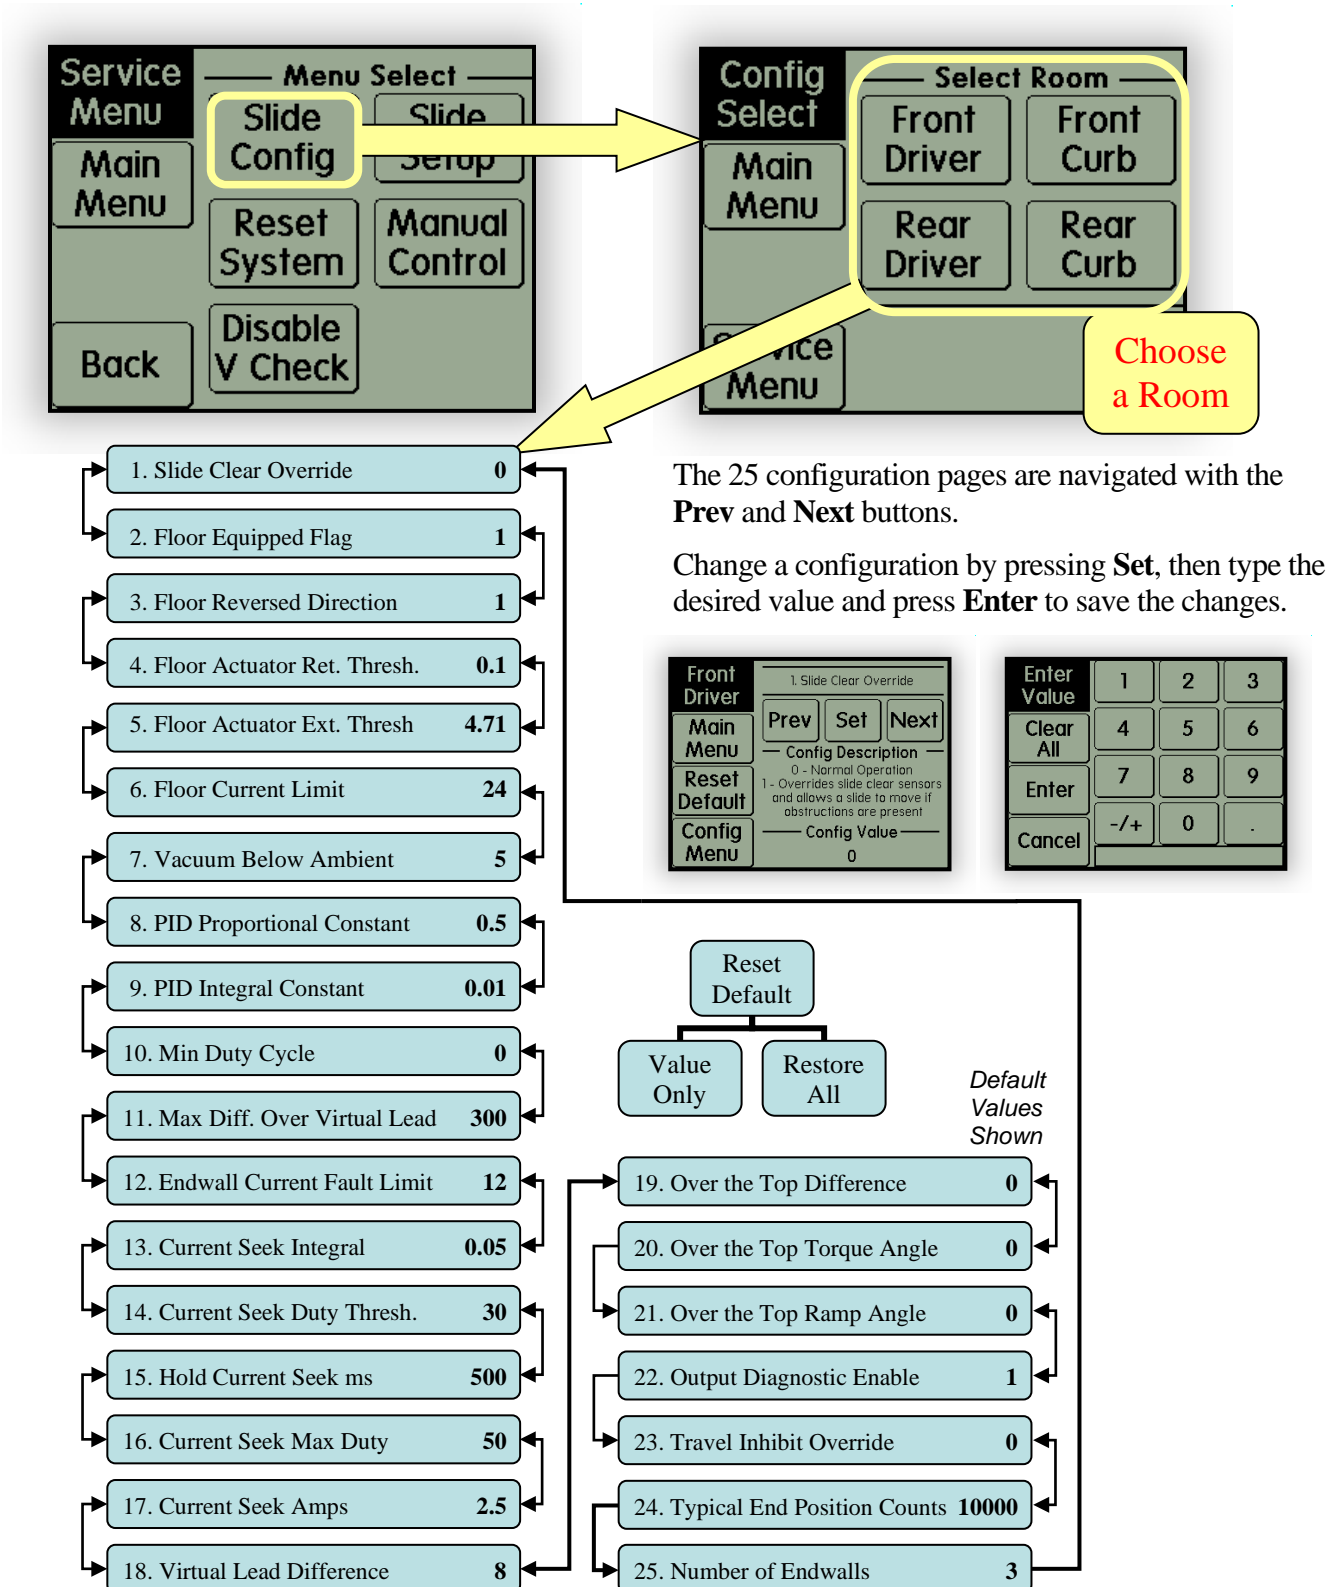 Service
Menu
Menu Select
Slide
Config
Slide
Setup
Main
Menu
Reset
System
Manual
Control
Disable
V Check
Back
Config
Select
Select Room
Front
Driver
Front
Curb
Main
Menu
Rear
Driver
Rear
Curb
Service
Menu
Choose
a Room
The 25 configuration pages are navigated with the
Prev and Next buttons.
Change a configuration by pressing Set, then type the
desired value and press Enter to save the changes.
Front
Driver
1. Slide Clear Override
Prev Set Next
Main
Menu
Config Description
0 - Normal Operation
1 - Overrides slide clear sensors
and allows a slide to move if
obstructions are present
Reset
Default
Config
Menu
Config Value
0
Enter
Value
1 2 3
Clear
All
4 5 6
Enter
7 8 9
Cancel
-/+ 0 .
1. Slide Clear Override 0
2. Floor Equipped Flag 1
3. Floor Reversed Direction 1
4. Floor Actuator Ret. Thresh. 0.1
5. Floor Actuator Ext. Thresh 4.71
6. Floor Current Limit 24
7. Vacuum Below Ambient 5
8. PID Proportional Constant 0.5
9. PID Integral Constant 0.01
10. Min Duty Cycle 0
11. Max Diff. Over Virtual Lead 300
12. Endwall Current Fault Limit 12
13. Current Seek Integral 0.05
14. Current Seek Duty Thresh. 30
15. Hold Current Seek ms 500
16. Current Seek Max Duty 50
17. Current Seek Amps 2.5
18. Virtual Lead Difference 8
Reset
Default
Value
Only
Restore
All
Default
Values
Shown
19. Over the Top Difference 0
20. Over the Top Torque Angle 0
21. Over the Top Ramp Angle 0
22. Output Diagnostic Enable 1
23. Travel Inhibit Override 0
24. Typical End Position Counts 10000
25. Number of Endwalls 3